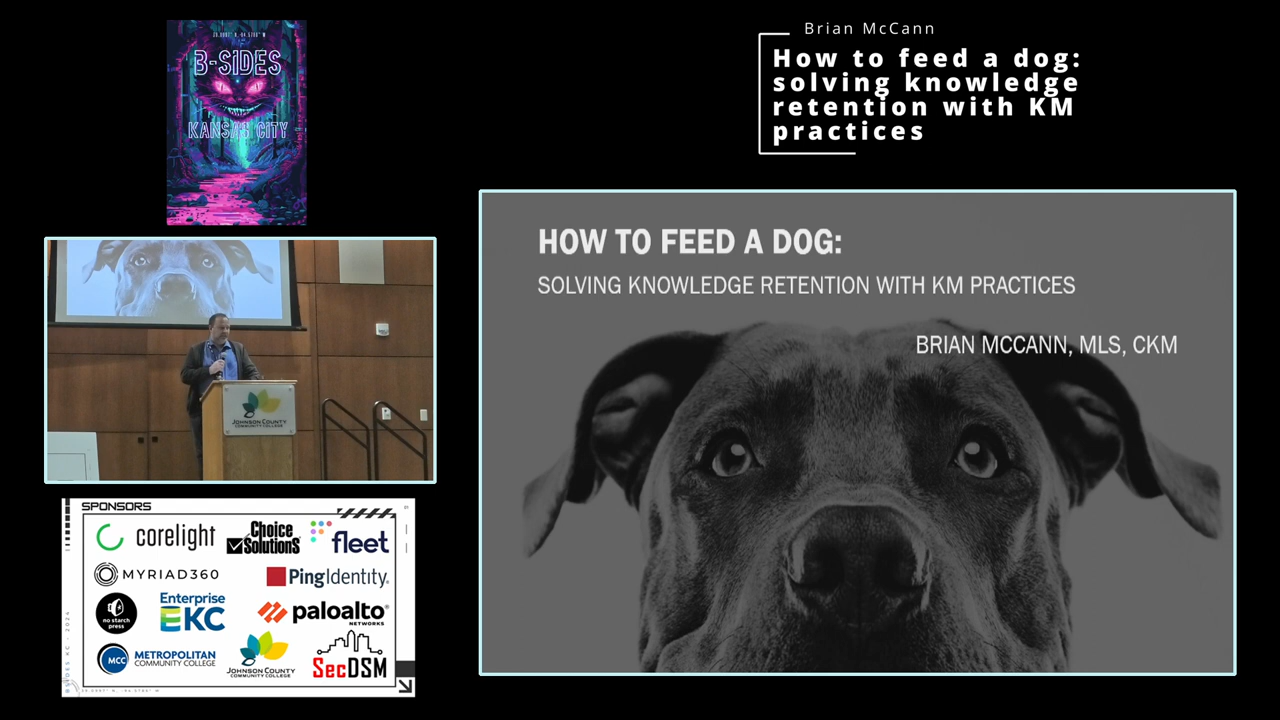 B-SIDES
KANSAS CITY
Brian McCann
How to feed a dog:
solving knowledge
retention with KM
practices
HOW TO FEED A DOG:
SOLVING KNOWLEDGE RETENTION WITH KM PRACTICES
BRIAN MCCANN, MLS, CKM
JOHNSON COUNTY
COMMUNITY COLLEGE
SPONSORS
corelight
Choice
Solutions
fleet
MYRIAD360
PingIdentity
no starch
press
Enterprise
EKC
paloalto
NETWORKS
MCC
METROPOLITAN
COMMUNITY COLLEGE
JOHNSON COUNTY
COMMUNITY COLLEGE
SecDSM